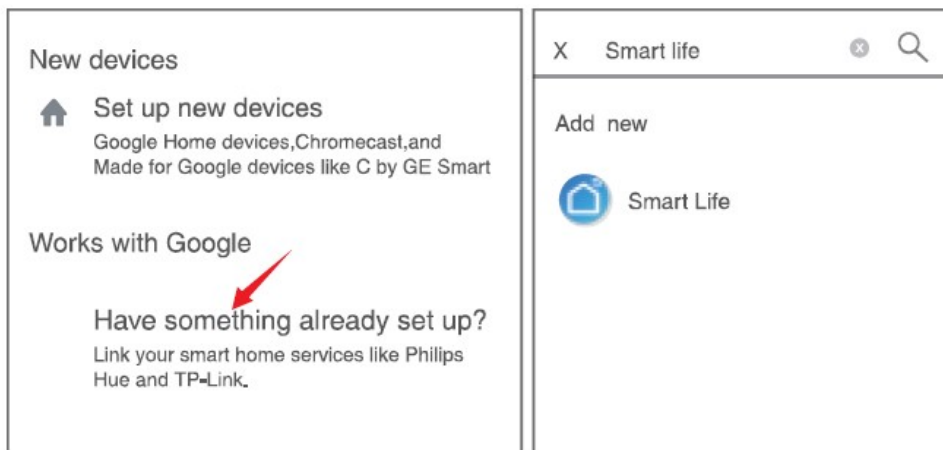 New devices
Set up new devices
Google Home devices,Chromecast,and
Made for Google devices like C by GE Smart
Works with Google
Have something already set up?
Link your smart home services like Philips
Hue and TP-Link.
X Smart life
Add new
Smart Life